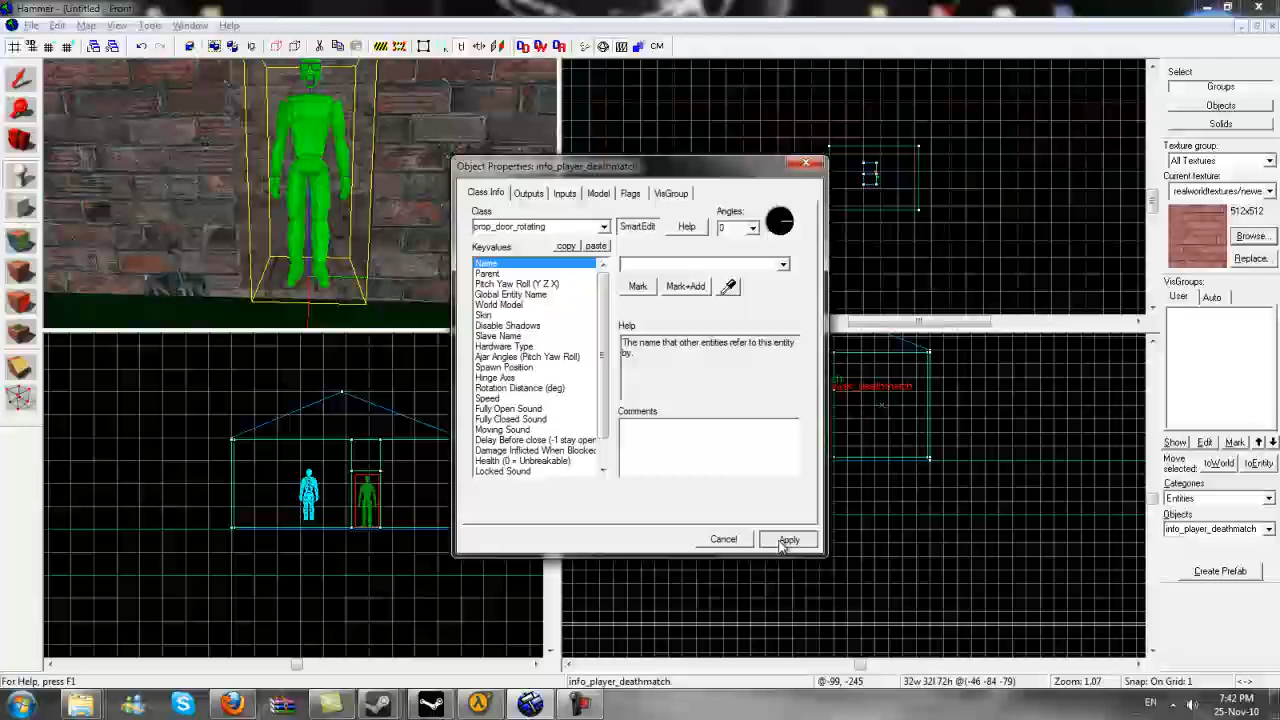 Hammer - [Untitled - Front]
File Edit Map View Tools Window Help
CM
Object Properties: info_player_deathmatch
Class Info Outputs Inputs Model Flags VisGroup
Class
prop_door_rotating
SmartEdit
Help
Angles:
0
Keyvalues:
copy paste
Name
Parent
Pitch Yaw Roll (Y Z X)
Global Entity Name
World Model
Skin
Disable Shadows
Slave Name
Hardware Type
Ajar Angles (Pitch Yaw Roll)
Spawn Position
Hinge Axis
Rotation Distance (deg)
Speed
Fully Open Sound
Fully Closed Sound
Moving Sound
Delay Before close (-1 stay open
Damage Inflicted When Blocked
Health (0 = Unbreakable)
Locked Sound
Mark Mark+Add
Help
The name that other entities refer to this entity
by.
Comments
Cancel Apply
Select
Groups
Objects
Solids
Texture group:
All Textures
Current texture:
realworldtextures/newe
512x512
Browse...
Replace...
VisGroups:
User Auto
Show Edit Mark
Move
selected:
toWorld toEntity
Categories
Entities
Objects
info_player_deathmatch
Create Prefab
For Help, press F1
info_player_deathmatch.
@-99, -245
32w 32l 72h @(-46 -84 -79)
Zoom: 1.07
Snap: On Grid: 1
<->
EN
7:42 PM
25-Nov-10